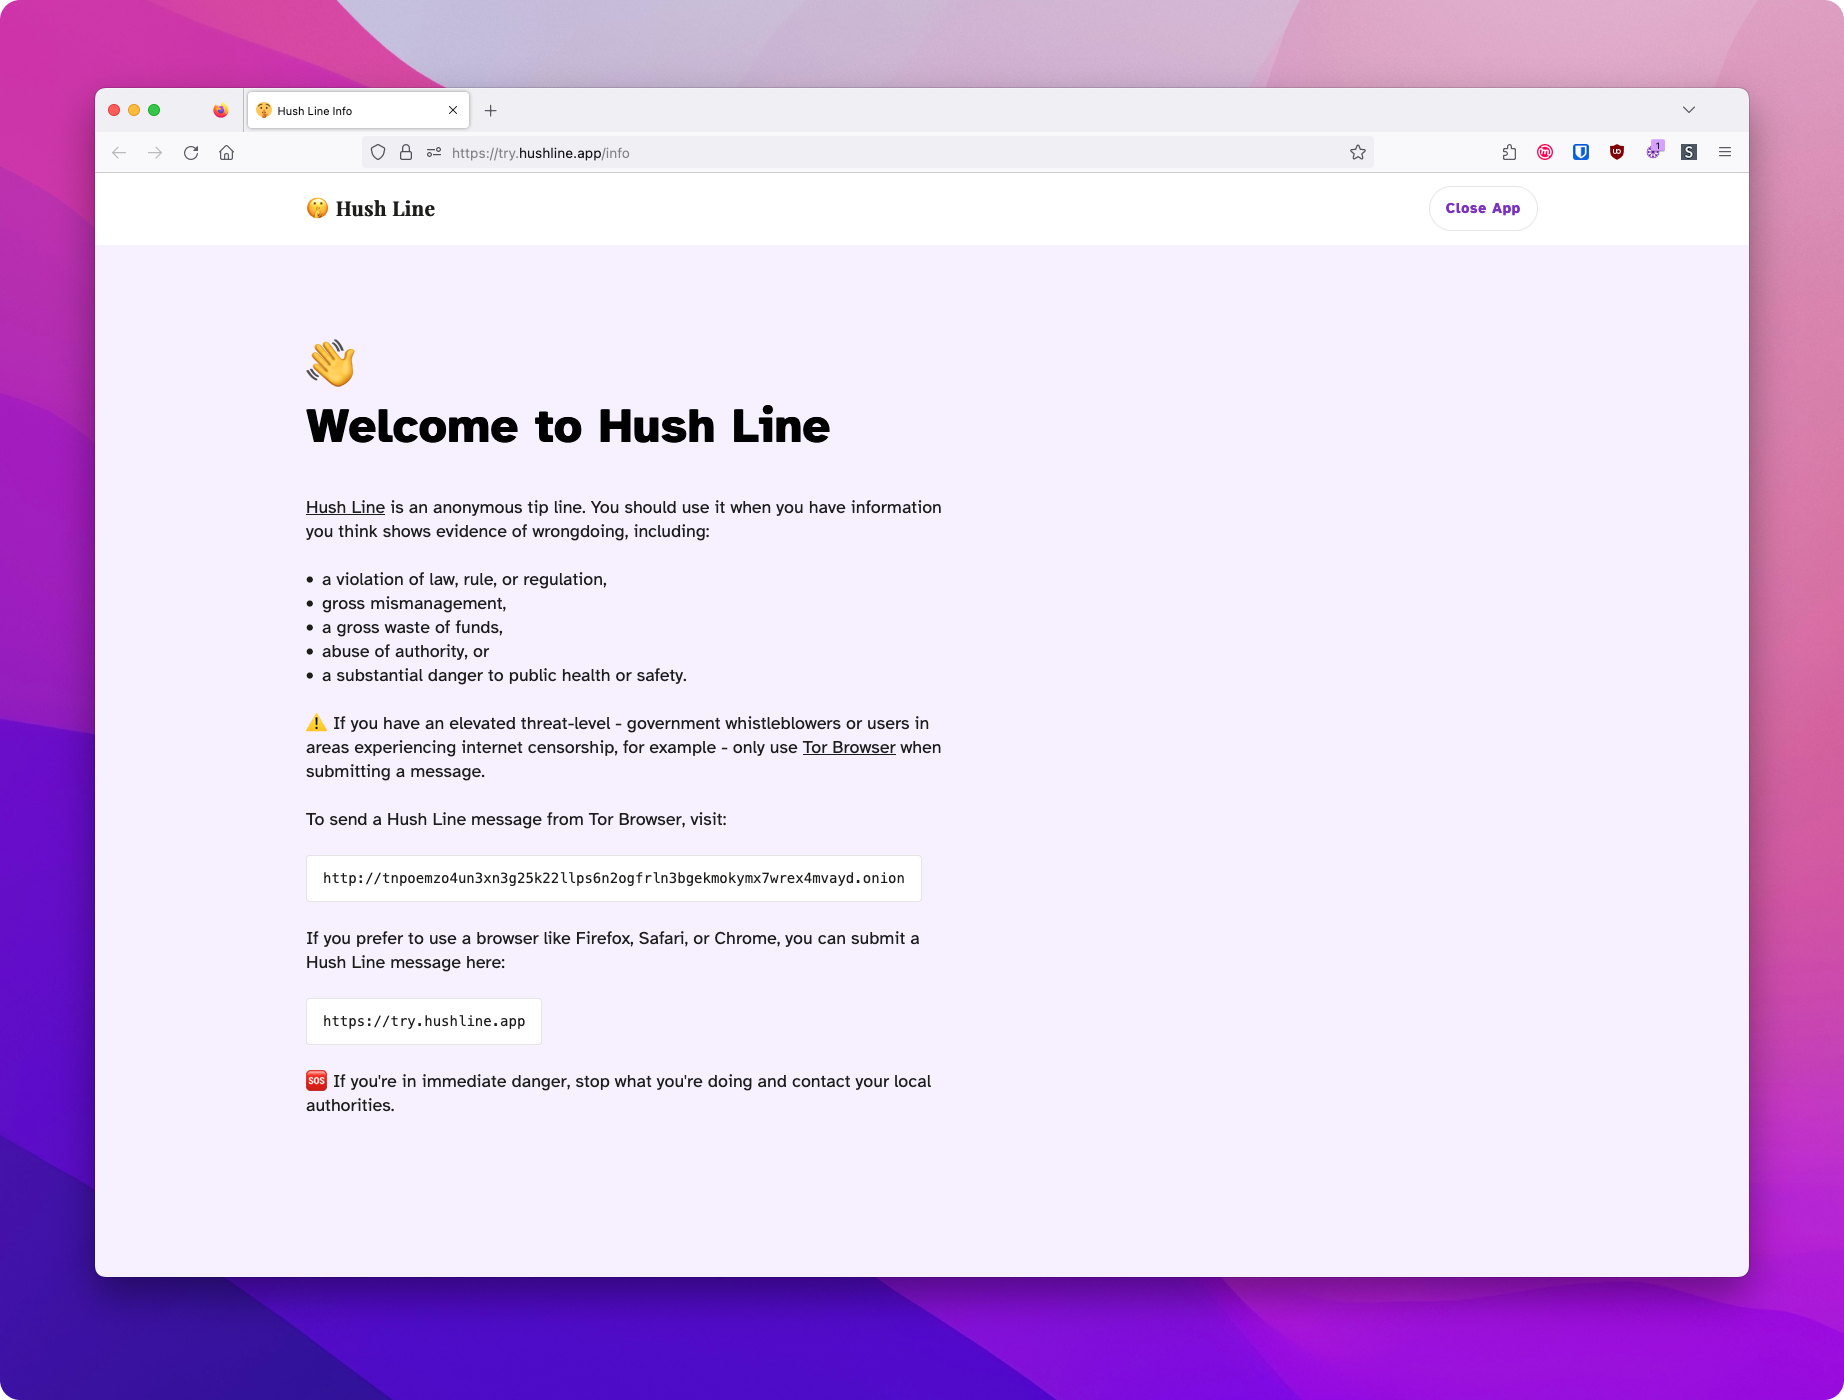 Hush Line Info
https://try.hushline.app/info
1
S
Hush Line
Close App
Welcome to Hush Line
Hush Line is an anonymous tip line. You should use it when you have information
you think shows evidence of wrongdoing, including:
• a violation of law, rule, or regulation,
• gross mismanagement,
• a gross waste of funds,
• abuse of authority, or
• a substantial danger to public health or safety.
⚠️ If you have an elevated threat-level - government whistleblowers or users in
areas experiencing internet censorship, for example - only use Tor Browser when
submitting a message.
To send a Hush Line message from Tor Browser, visit:
http://tnpoemzo4un3xn3g25k22llps6n2ogfrln3bgekmokymx7wrex4mvayd.onion
If you prefer to use a browser like Firefox, Safari, or Chrome, you can submit a
Hush Line message here:
https://try.hushline.app
🆘 If you're in immediate danger, stop what you're doing and contact your local
authorities.